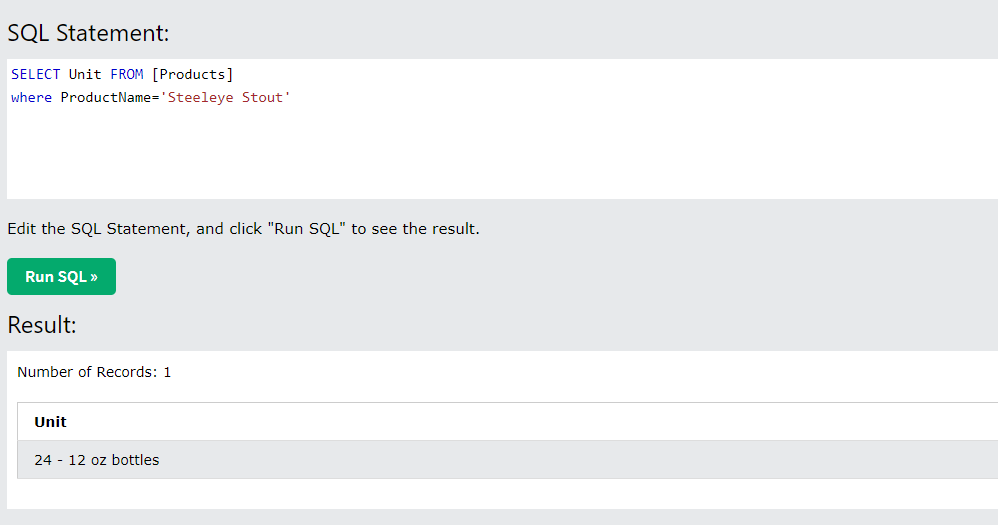 SQL Statement:
SELECT Unit FROM [Products]
where ProductName='Steeleye Stout'
Edit the SQL Statement, and click "Run SQL" to see the result.
Run SQL »
Result:
Number of Records: 1
Unit
24 - 12 oz bottles